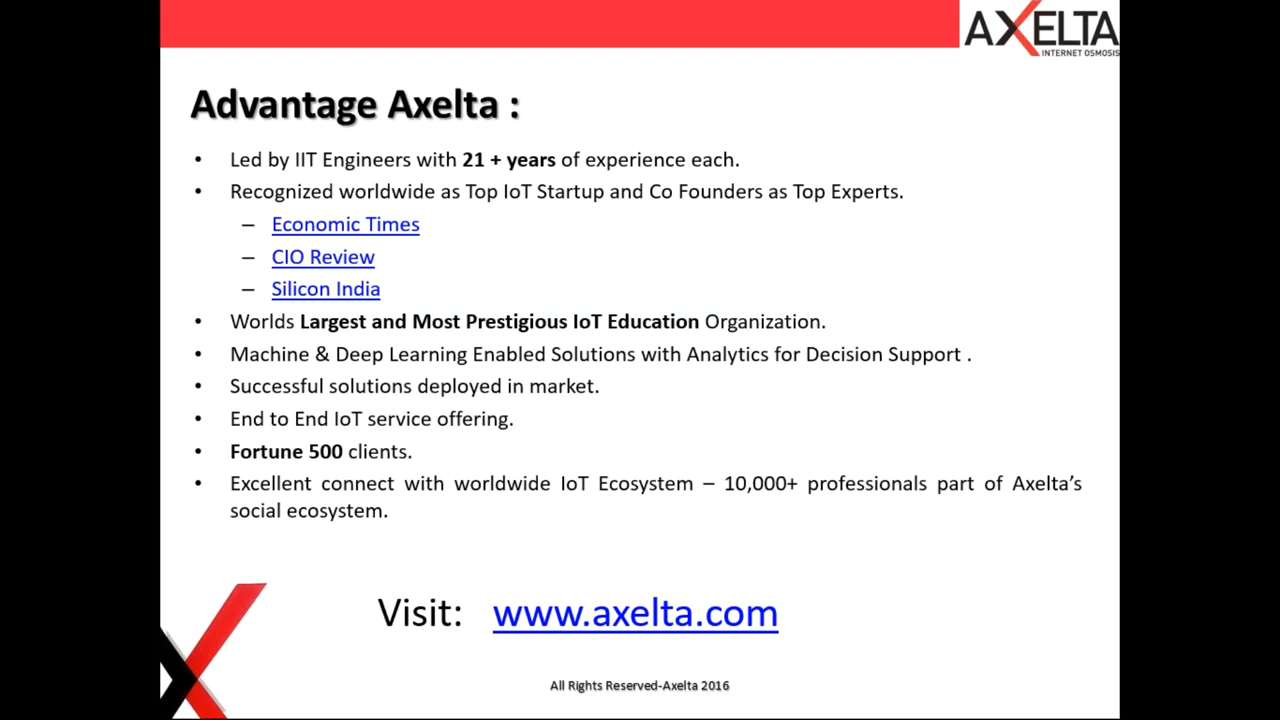 AXELTA
INTERNET OSMOSIS
Advantage Axelta :
• Led by IIT Engineers with 21 + years of experience each.
• Recognized worldwide as Top IoT Startup and Co Founders as Top Experts.
– Economic Times
– CIO Review
– Silicon India
• Worlds Largest and Most Prestigious IoT Education Organization.
• Machine & Deep Learning Enabled Solutions with Analytics for Decision Support .
• Successful solutions deployed in market.
• End to End IoT service offering.
• Fortune 500 clients.
• Excellent connect with worldwide IoT Ecosystem – 10,000+ professionals part of Axelta’s
social ecosystem.
Visit: www.axelta.com
All Rights Reserved-Axelta 2016